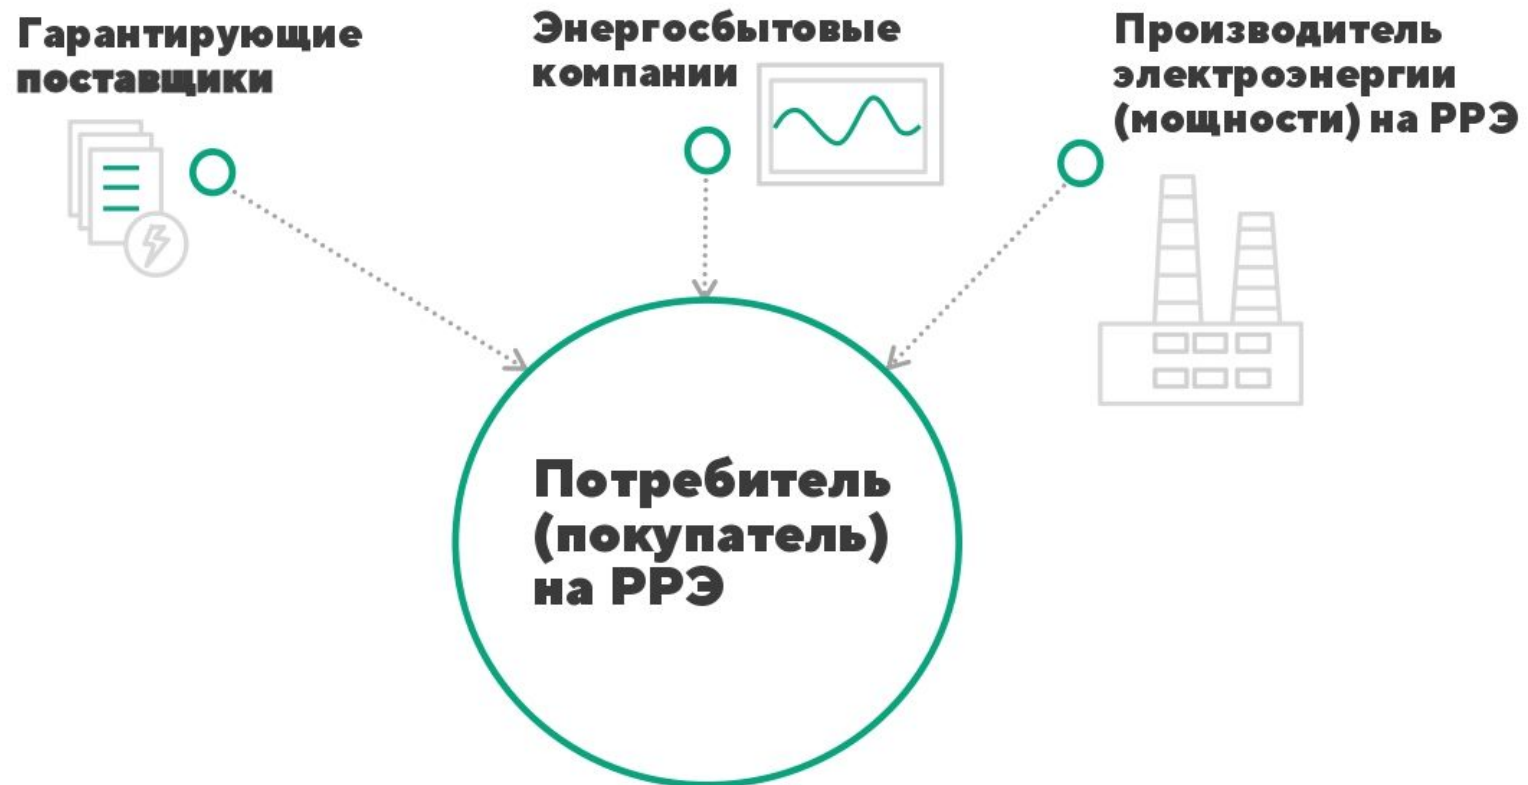 Гарантирующие
поставщики
Энергосбытовые
компании
Производитель
электроэнергии
(мощности) на РРЭ
Потребитель
(покупатель)
на РРЭ